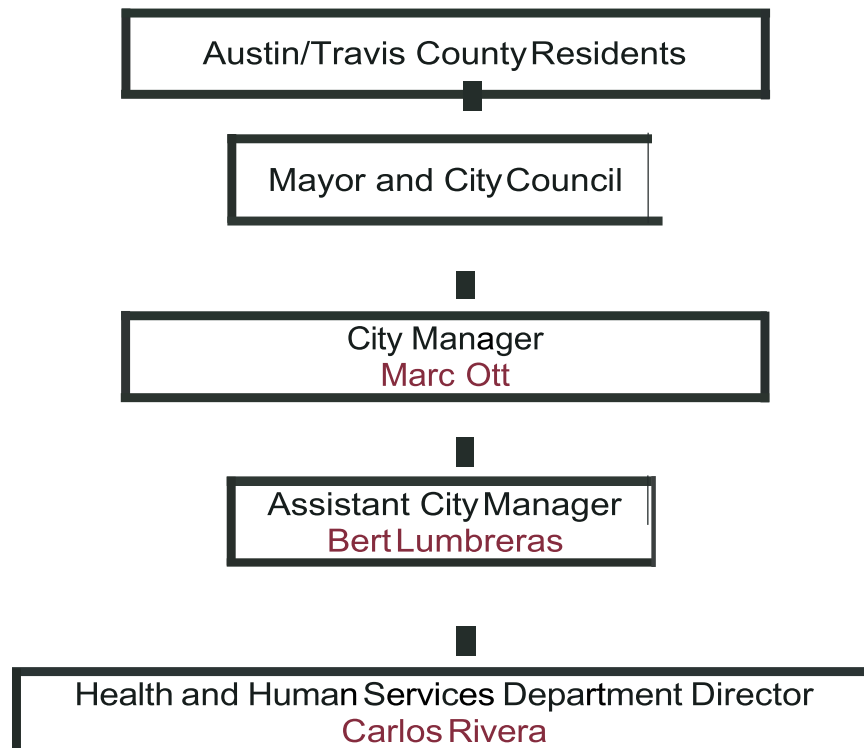 Austin/Travis County Residents
Mayor and City Council
City Manager
Marc Ott
Assistant City Manager
Bert Lumbreras
Health and Human Services Department Director
Carlos Rivera